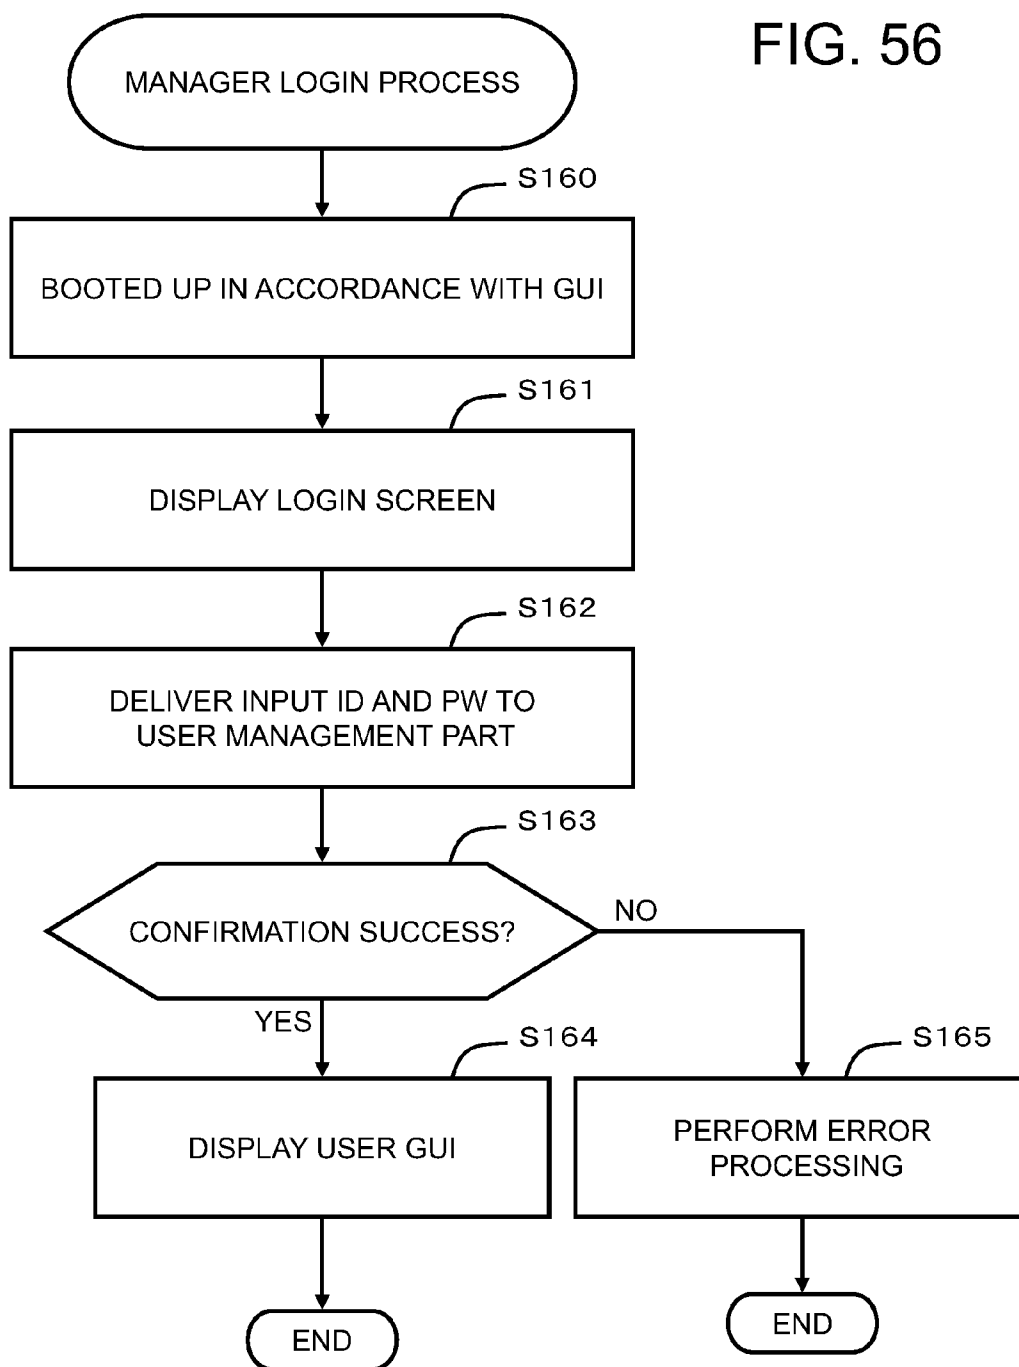 FIG. 56
MANAGER LOGIN PROCESS
S160
BOOTED UP IN ACCORDANCE WITH GUI
S161
DISPLAY LOGIN SCREEN
S162
DELIVER INPUT ID AND PW TO
USER MANAGEMENT PART
S163
CONFIRMATION SUCCESS?
NO
YES
S164
DISPLAY USER GUI
S165
PERFORM ERROR
PROCESSING
END
END